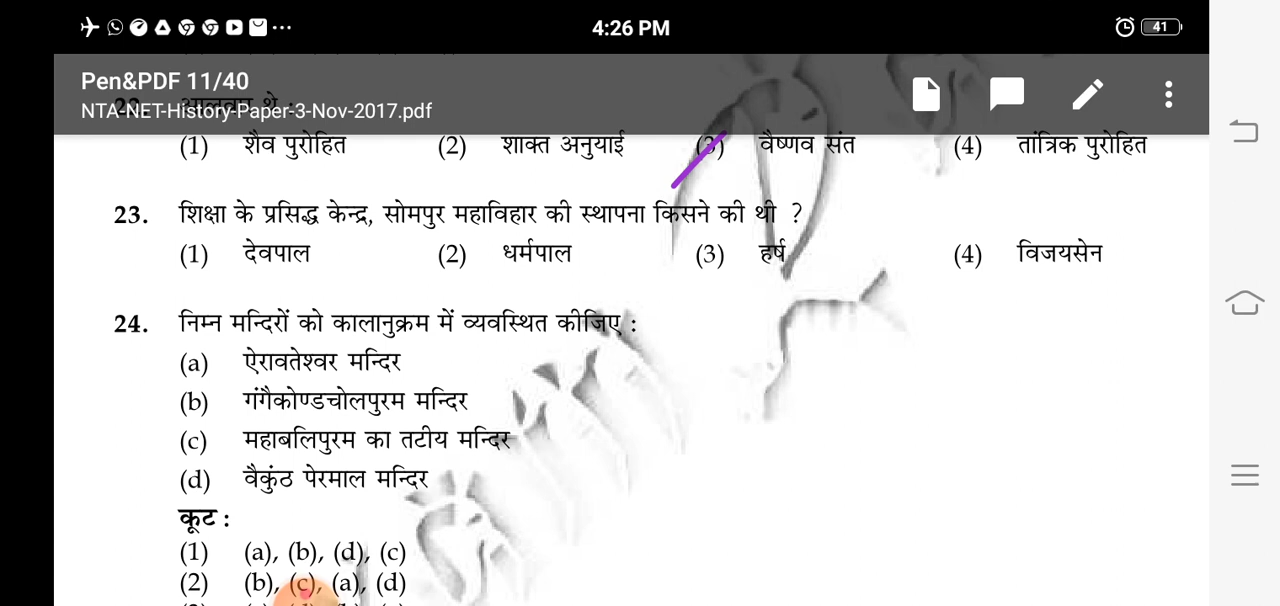 4:26 PM
41
Pen&PDF 11/40
NTA-NET-History-Paper-3-Nov-2017.pdf
22. आलवार थे :
(1) शैव पुरोहित (2) शाक्त अनुयाई (3) वैष्णव संत (4) तांत्रिक पुरोहित
23. शिक्षा के प्रसिद्ध केन्द्र, सोमपुर महाविहार की स्थापना किसने की थी ?
(1) देवपाल (2) धर्मपाल (3) हर्ष (4) विजयसेन
24. निम्न मन्दिरों को कालानुक्रम में व्यवस्थित कीजिए :
(a) ऐरावतेश्वर मन्दिर
(b) गंगैकोण्डचोलपुरम मन्दिर
(c) महाबलिपुरम का तटीय मन्दिर
(d) वैकुंठ पेरमाल मन्दिर
कूट :
(1) (a), (b), (d), (c)
(2) (b), (c), (a), (d)